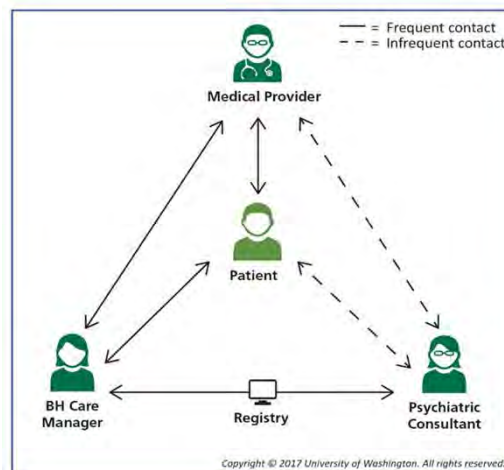 = Frequent contact
= Infrequent contact
Medical Provider
Patient
BH Care
Manager
Registry
Psychiatric
Consultant
Copyright © 2017 University of Washington. All rights reserved.